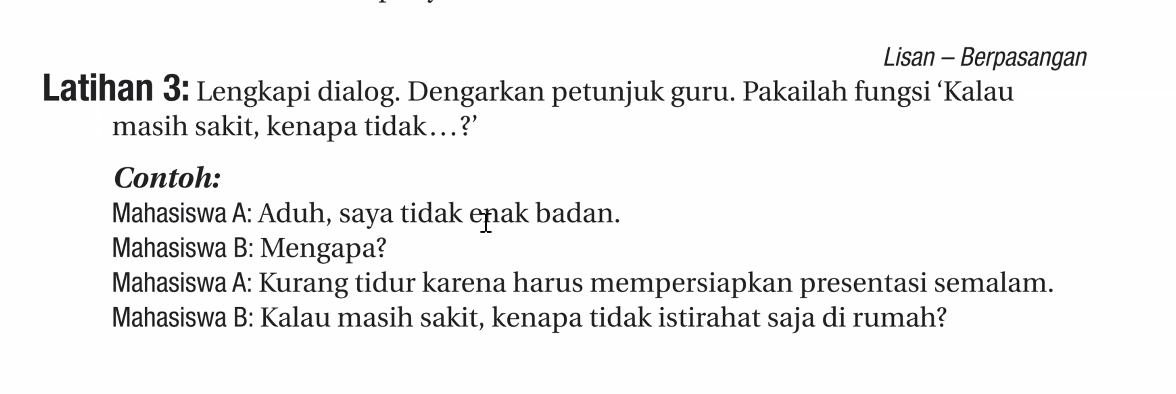 Lisan – Berpasangan
Latihan 3: Lengkapi dialog. Dengarkan petunjuk guru. Pakailah fungsi ‘Kalau
masih sakit, kenapa tidak…?’
Contoh:
Mahasiswa A: Aduh, saya tidak enak badan.
Mahasiswa B: Mengapa?
Mahasiswa A: Kurang tidur karena harus mempersiapkan presentasi semalam.
Mahasiswa B: Kalau masih sakit, kenapa tidak istirahat saja di rumah?